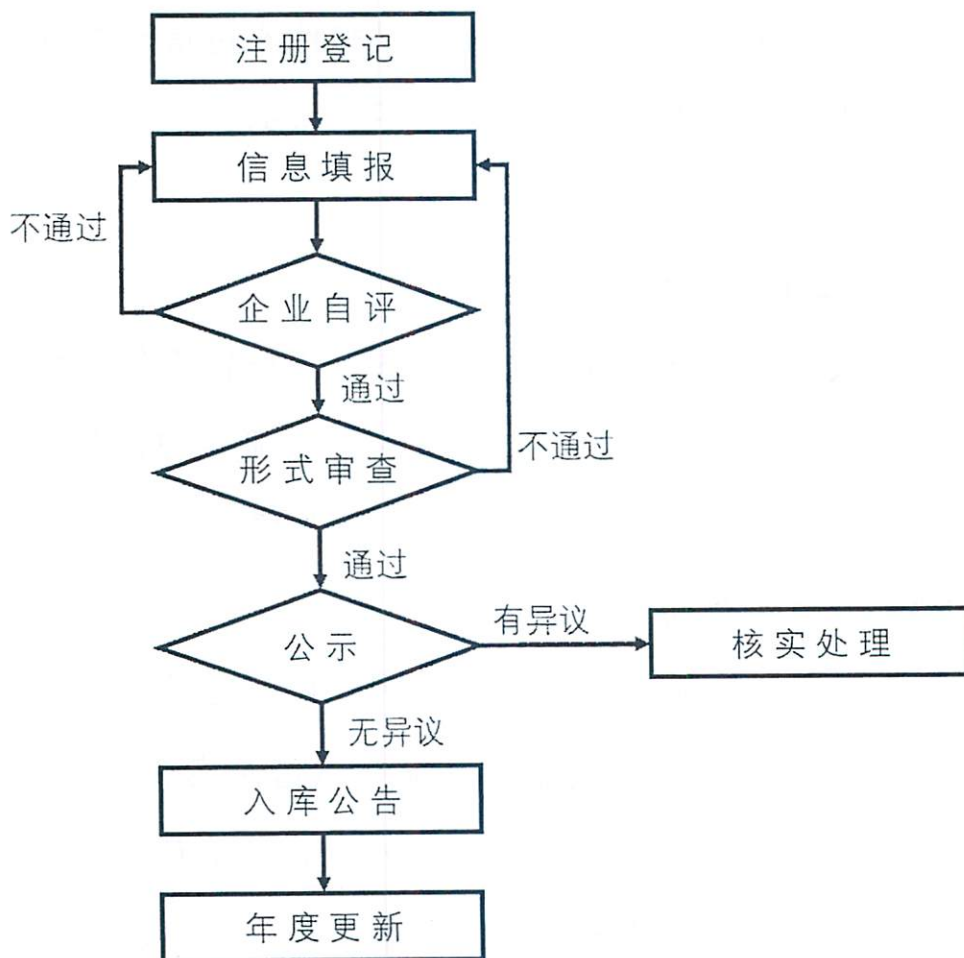 注册登记
信息填报
不通过
企业自评
通过
不通过
形式审查
通过
有异议
公示
核实处理
无异议
入库公告
年度更新